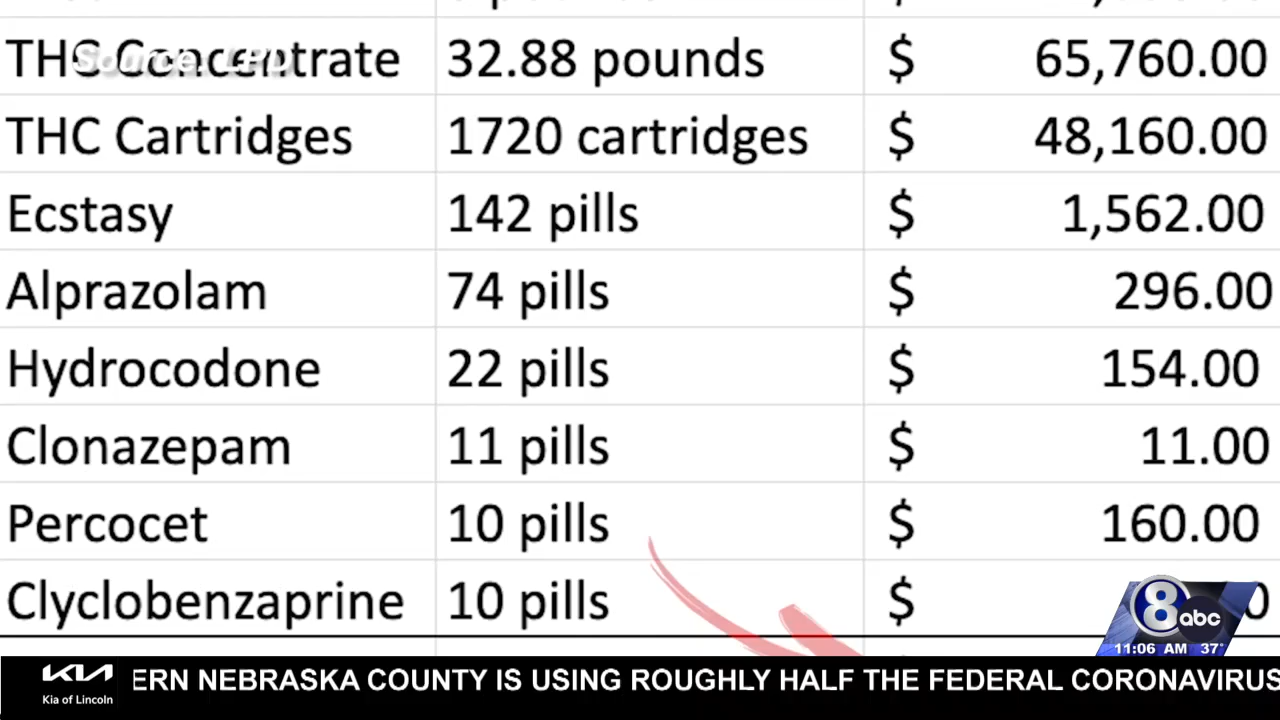 THC Concentrate 32.88 pounds $ 65,760.00
Source: LPD
THC Cartridges 1720 cartridges $ 48,160.00
Ecstasy 142 pills $ 1,562.00
Alprazolam 74 pills $ 296.00
Hydrocodone 22 pills $ 154.00
Clonazepam 11 pills $ 11.00
Percocet 10 pills $ 160.00
Clyclobenzaprine 10 pills $
8 abc
11:06 AM 37°
KIA
Kia of Lincoln
ERN NEBRASKA COUNTY IS USING ROUGHLY HALF THE FEDERAL CORONAVIRUS